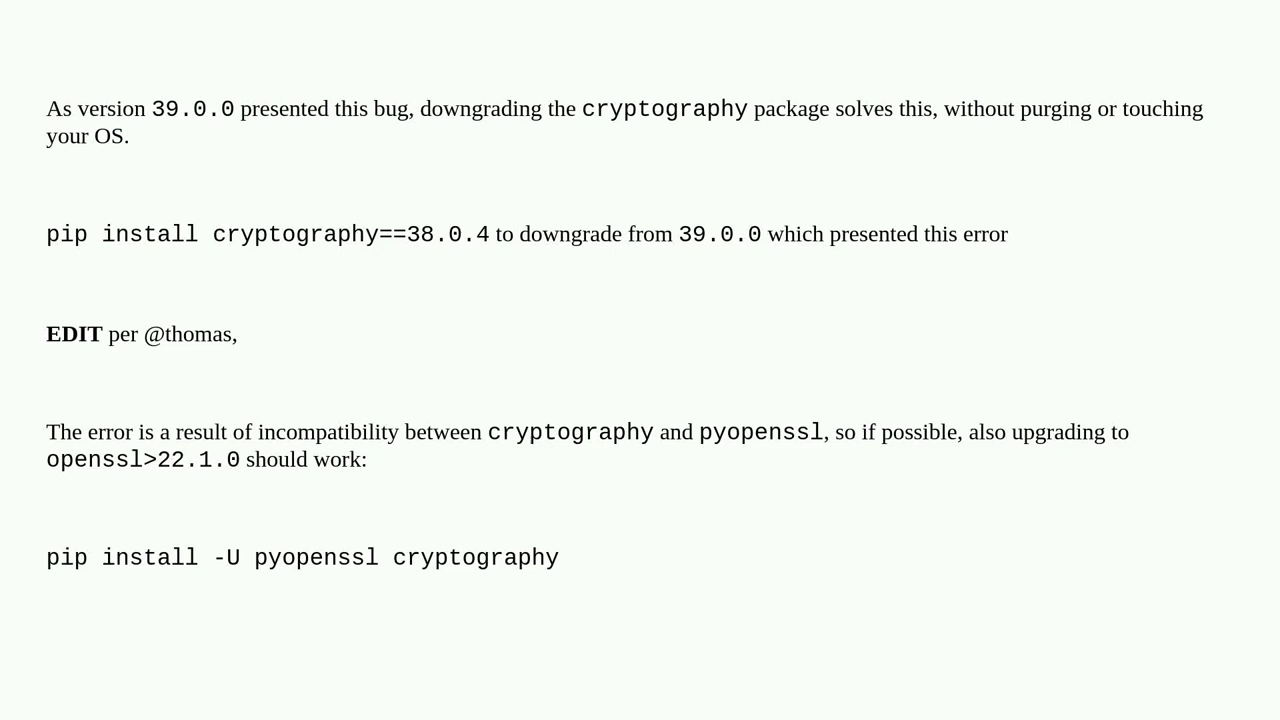 As version 39.0.0 presented this bug, downgrading the cryptography package solves this, without purging or touching
your OS.
pip install cryptography==38.0.4 to downgrade from 39.0.0 which presented this error
EDIT per @thomas,
The error is a result of incompatibility between cryptography and pyopenssl, so if possible, also upgrading to
openssl>22.1.0 should work:
pip install -U pyopenssl cryptography